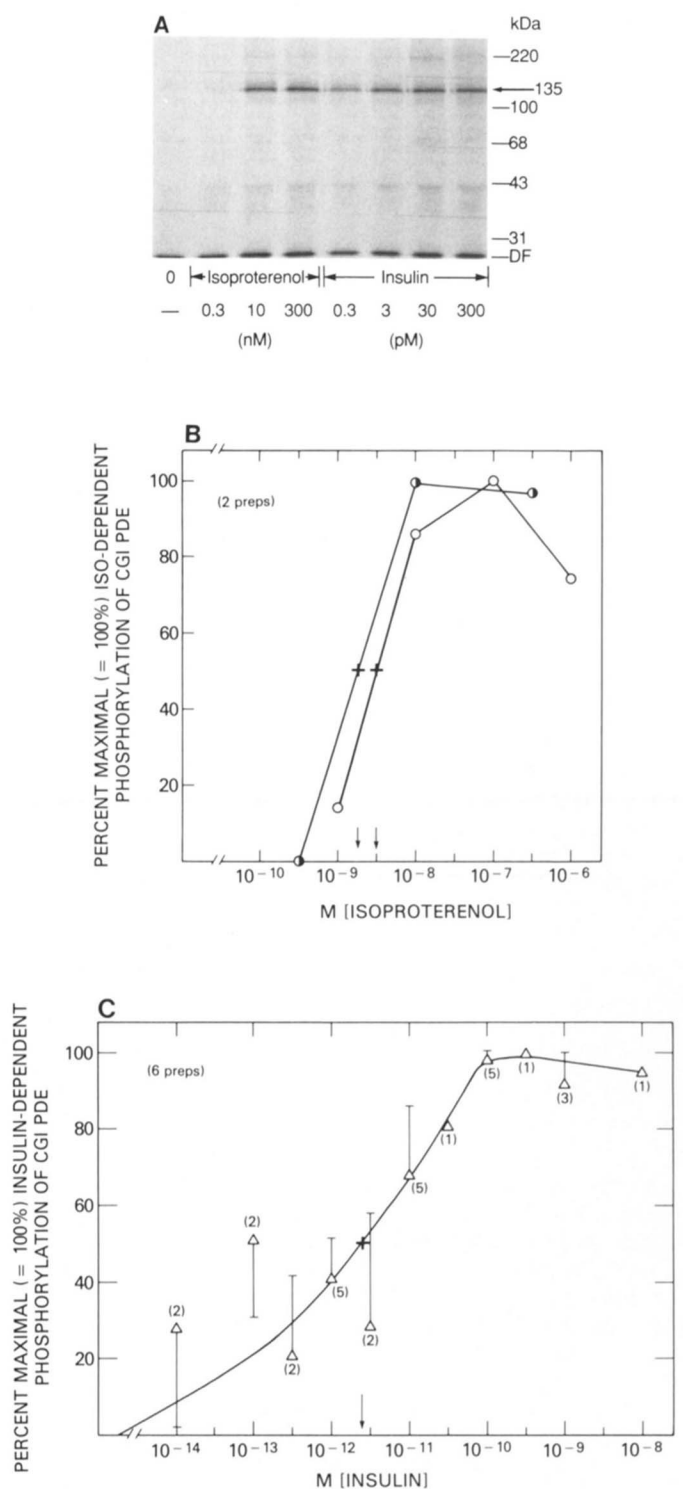 A
kDa
220
135
100
68
43
31
DF
0 Isoproterenol Insulin
— 0.3 10 300 0.3 3 30 300
(nM) (pM)
B
PERCENT MAXIMAL (= 100%) ISO-DEPENDENT
PHOSPHORYLATION OF CGI PDE
(2 preps)
100
80
60
40
20
10−10 10−9 10−8 10−7 10−6
M [ISOPROTERENOL]
C
PERCENT MAXIMAL (= 100%) INSULIN-DEPENDENT
PHOSPHORYLATION OF CGI PDE
(6 preps)
100
80
60
40
20
(2)
(2)
(2)
(5)
(2)
(5)
(1)
(5)
(1)
(3)
(1)
10−14 10−13 10−12 10−11 10−10 10−9 10−8
M [INSULIN]